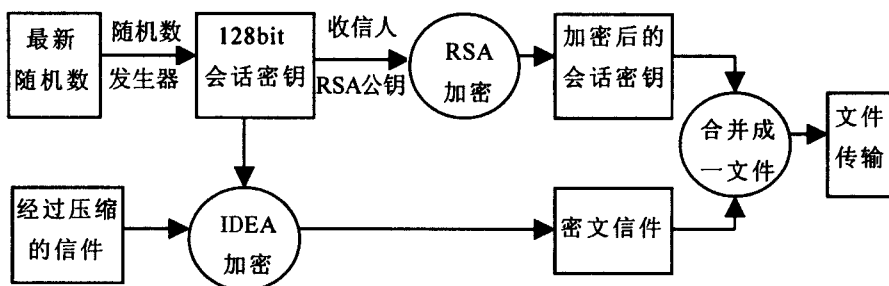 最新
随机数
随机数
发生器
128bit
会话密钥
收信人
RSA公钥
RSA
加密
加密后的
会话密钥
合并成
一文件
文件
传输
经过压缩
的信件
IDEA
加密
密文信件